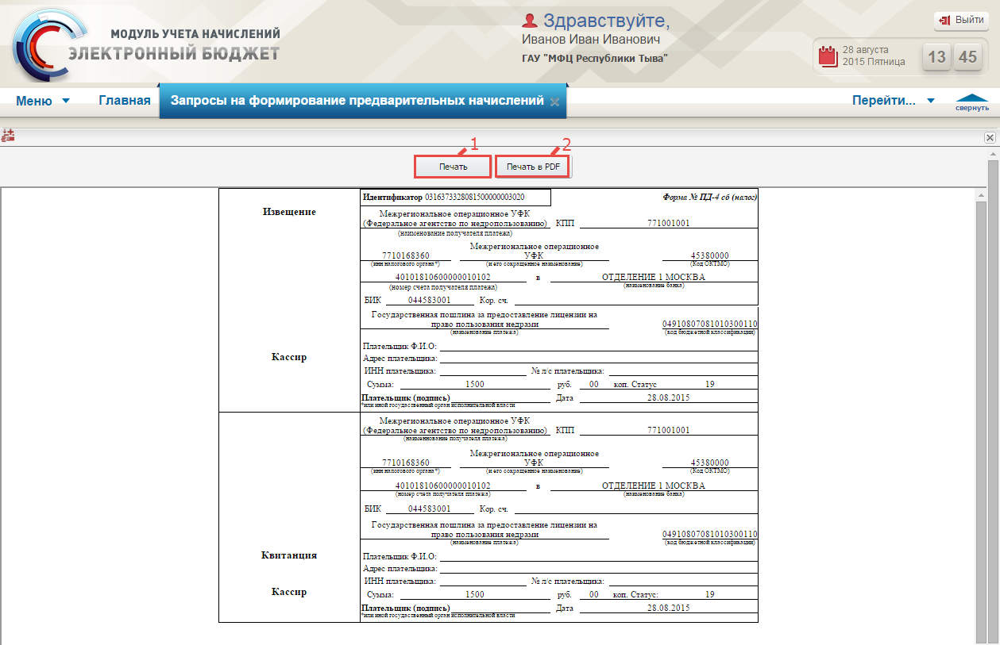 МОДУЛЬ УЧЕТА НАЧИСЛЕНИЙ
ЭЛЕКТРОННЫЙ БЮДЖЕТ
Здравствуйте,
Иванов Иван Иванович
ГАУ "МФЦ Республики Тыва"
Выйти
28 августа
2015 Пятница
13 45
Меню
Главная
Запросы на формирование предварительных начислений
Перейти...
свернуть
1
2
Печать
Печать в PDF
Извещение
Идентификатор 0316373328081500000003020
Форма № ПД-4 сб (налог)
Межрегиональное операционное УФК
(Федеральное агентство по недропользованию) КПП 771001001
(наименование получателя платежа)
Межрегиональное операционное
7710168360 УФК 45380000
(инн налогового органа*) (и его сокращенное наименование) (Код ОКТМО)
40101810600000010102 в ОТДЕЛЕНИЕ 1 МОСКВА
(номер счета получателя платежа) (наименование банка)
БИК 044583001 Кор. сч.
Государственная пошлина за предоставление лицензии на
право пользования недрами 04910807081010300110
(наименование платежа) (код бюджетной классификации)
Плательщик Ф.И.О:
Кассир
Адрес плательщика:
ИНН плательщика: № л/с плательщика:
Сумма: 1500 руб. 00 коп. Статус 19
Плательщик (подпись) Дата 28.08.2015
*или иной государственный орган исполнительной власти
Межрегиональное операционное УФК
(Федеральное агентство по недропользованию) КПП 771001001
(наименнование получателя платежа)
Межрегиональное операционное
7710168360 УФК 45380000
(инн налогового органа*) (и его сокращенное наименование) (Код ОКТМО)
40101810600000010102 в ОТДЕЛЕНИЕ 1 МОСКВА
(номер счета получателя платежа) (наименование банка)
БИК 044583001 Кор. сч.
Государственная пошлина за предоставление лицензии на
право пользования недрами 04910807081010300110
(наименование платежа) (код бюджетной классификации)
Квитанция
Плательщик Ф.И.О;
Адрес плательщика:
ИНН плательщика: № л/с плательщика:
Кассир
Сумма: 1500 руб. 00 коп. Статус: 19
Плательщик (подпись) Дата 28.08.2015
*или иной государственный орган исполнительной власти